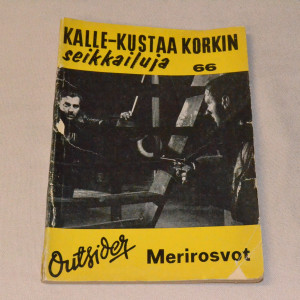 KALLE-KUSTAA KORKIN
seikkailuja
66
Outsider Merirosvot